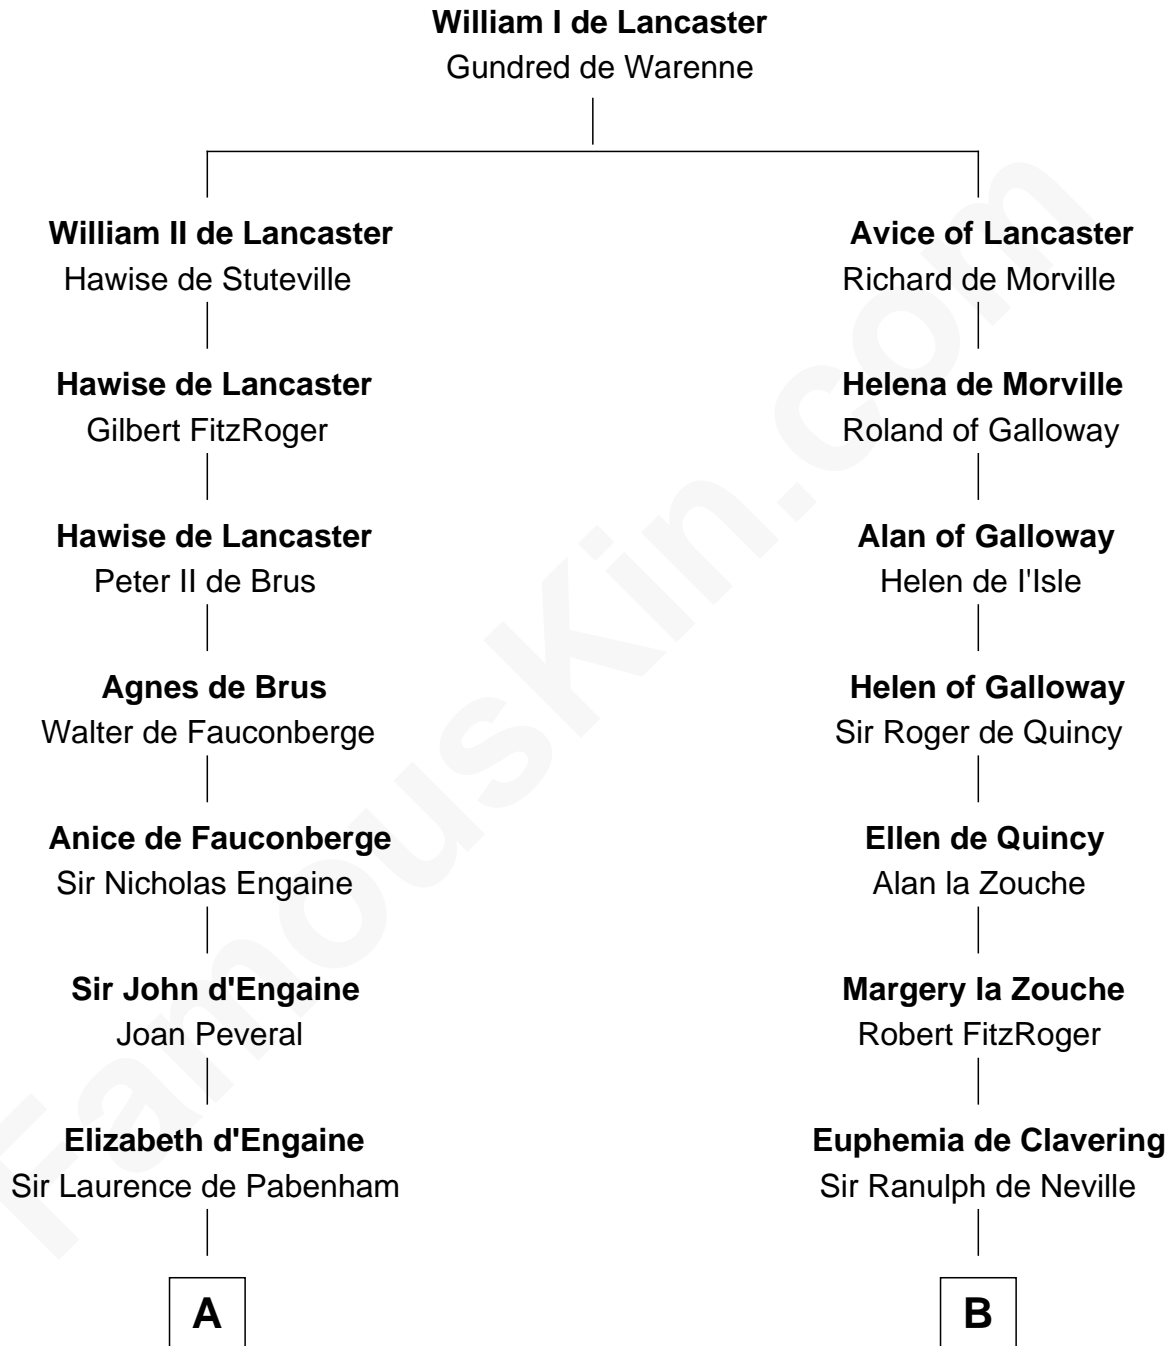 William I de Lancaster
Gundred de Warenne
William II de Lancaster
Hawise de Stuteville
Hawise de Lancaster
Gilbert FitzRoger
Hawise de Lancaster
Peter II de Brus
Agnes de Brus
Walter de Fauconberge
Anice de Fauconberge
Sir Nicholas Engaine
Sir John d'Engaine
Joan Peveral
Elizabeth d'Engaine
Sir Laurence de Pabenham
A
Avice of Lancaster
Richard de Morville
Helena de Morville
Roland of Galloway
Alan of Galloway
Helen de I'Isle
Helen of Galloway
Sir Roger de Quincy
Ellen de Quincy
Alan la Zouche
Margery la Zouche
Robert FitzRoger
Euphemia de Clavering
Sir Ranulph de Neville
B
FamousKin.com